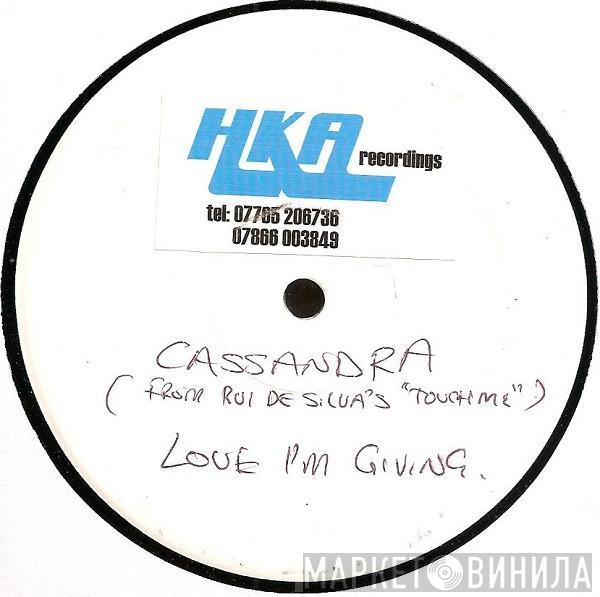 HKA recordings
tel: 07765 206736
07866 003849
CASSANDRA
(FROM RUI DE SILVA'S "TOUCH ME")
LOVE I'M GIVING.
МАРКЕТ ВИНИЛА